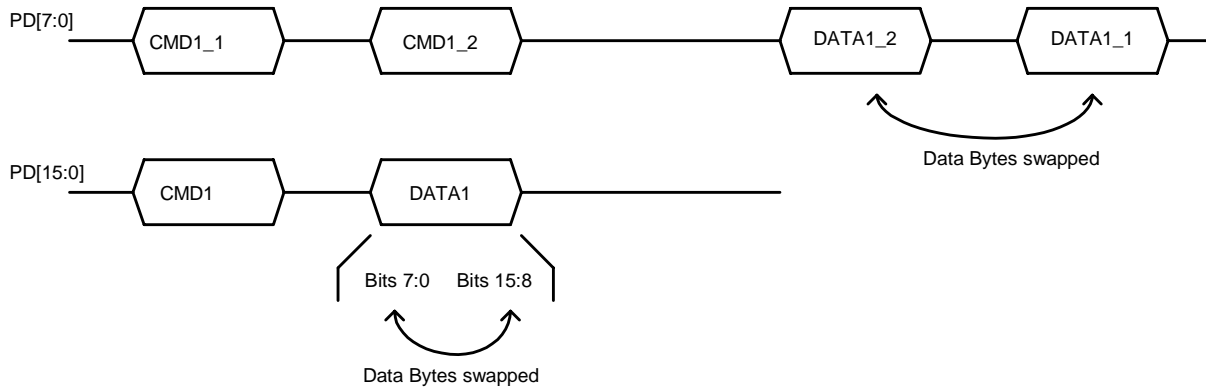 PD[7:0]
CMD1_1
CMD1_2
DATA1_2
DATA1_1
Data Bytes swapped
PD[15:0]
CMD1
DATA1
Bits 7:0
Bits 15:8
Data Bytes swapped